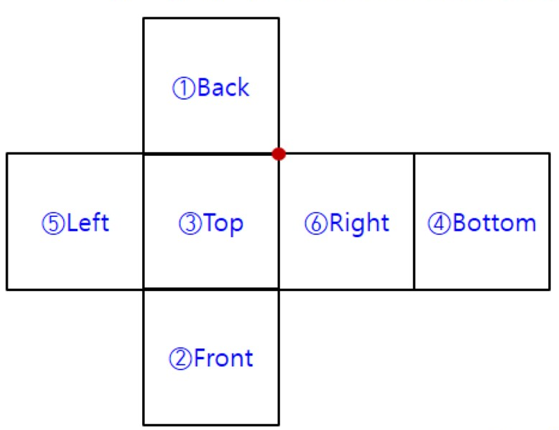 ①Back
⑤Left
③Top
⑥Right
④Bottom
②Front